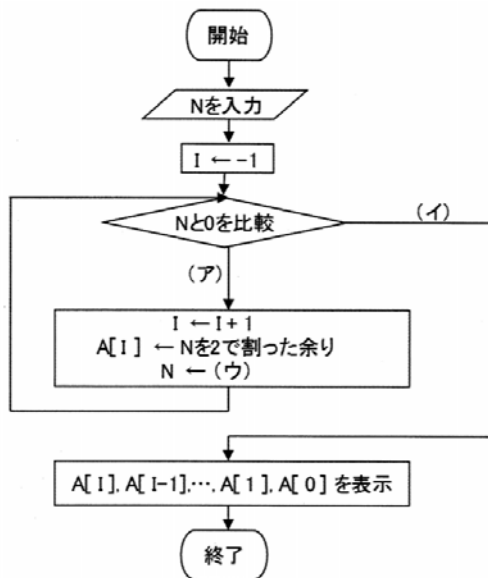 開始
Nを入力
I ← -1
Nと0を比較
(イ)
(ア)
I ← I + 1
A[ I ] ← Nを2で割った余り
N ← (ウ)
A[ I ], A[ I-1],…, A[ 1 ], A[ 0 ] を表示
終了